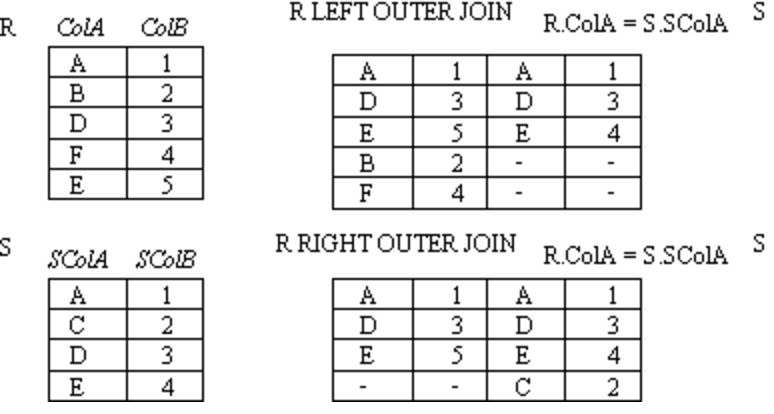 R ColA ColB
A 1
B 2
D 3
F 4
E 5
R LEFT OUTER JOIN R.ColA = S.SColA S
A 1 A 1
D 3 D 3
E 5 E 4
B 2 - -
F 4 - -
S SColA SColB
A 1
C 2
D 3
E 4
R RIGHT OUTER JOIN R.ColA = S.SColA S
A 1 A 1
D 3 D 3
E 5 E 4
- - C 2